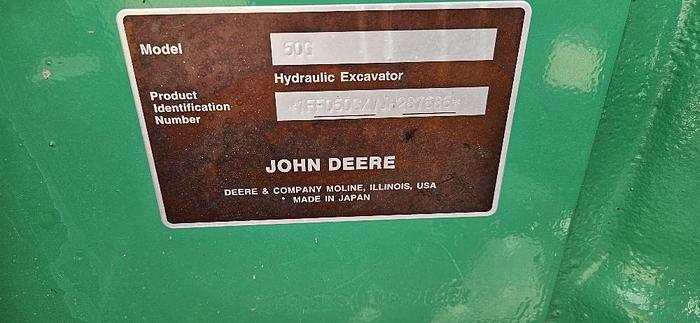 Model 50G
Hydraulic Excavator
Product
Identification
Number
JOHN DEERE
DEERE & COMPANY MOLINE, ILLINOIS, USA
MADE IN JAPAN